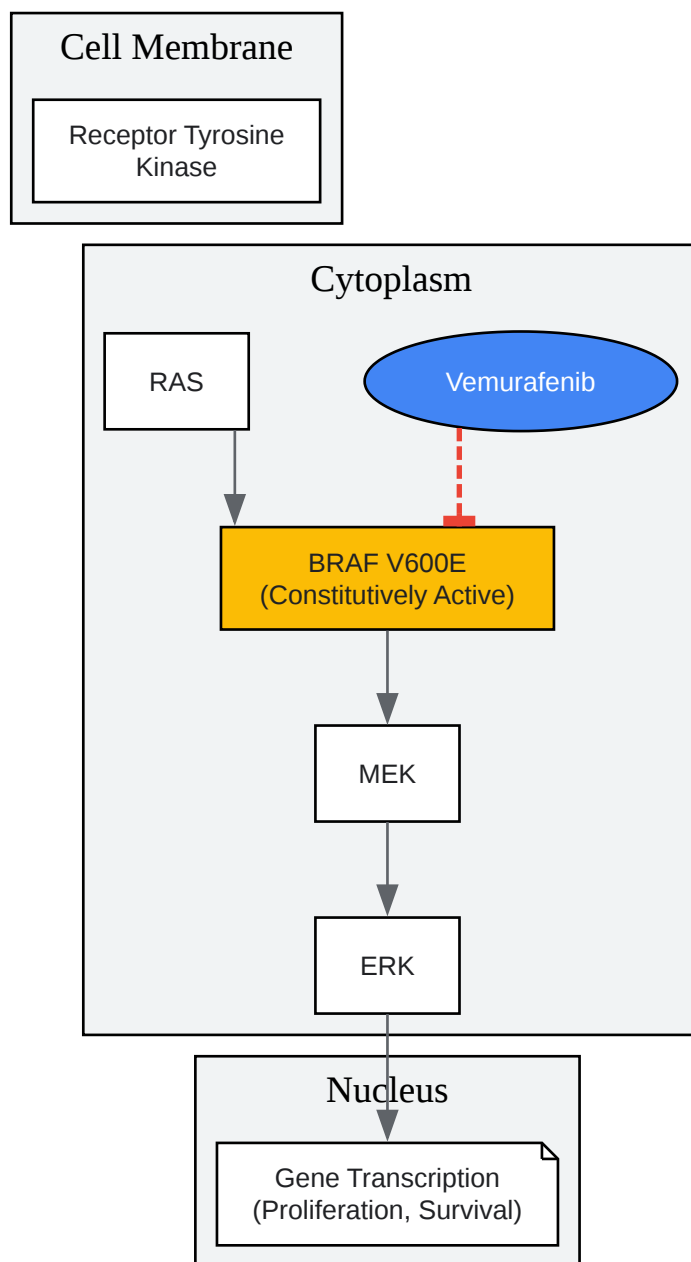 Cell Membrane
Receptor Tyrosine
Kinase
Cytoplasm
RAS
Vemurafenib
BRAF V600E
(Constitutively Active)
MEK
ERK
Nucleus
Gene Transcription
(Proliferation, Survival)